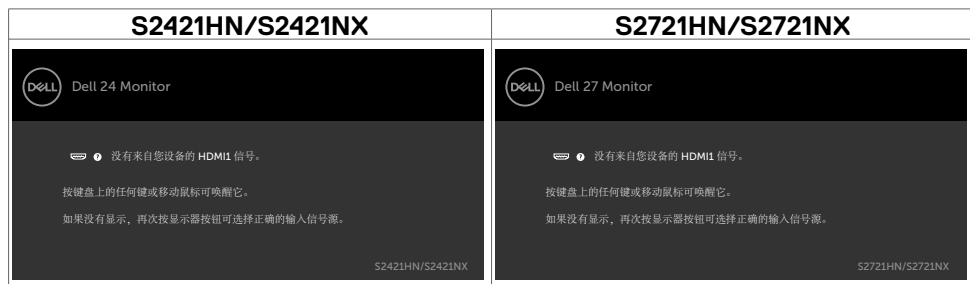 S2421HN/S2421NX
S2721HN/S2721NX
DELL Dell 24 Monitor
? 没有来自您设备的 HDMI1 信号。
按键盘上的任何键或移动鼠标可唤醒它。
如果没有显示，再次按显示器按钮可选择正确的输入信号源。
S2421HN/S2421NX
DELL Dell 27 Monitor
? 没有来自您设备的 HDMI1 信号。
按键盘上的任何键或移动鼠标可唤醒它。
如果没有显示，再次按显示器按钮可选择正确的输入信号源。
S2721HN/S2721NX